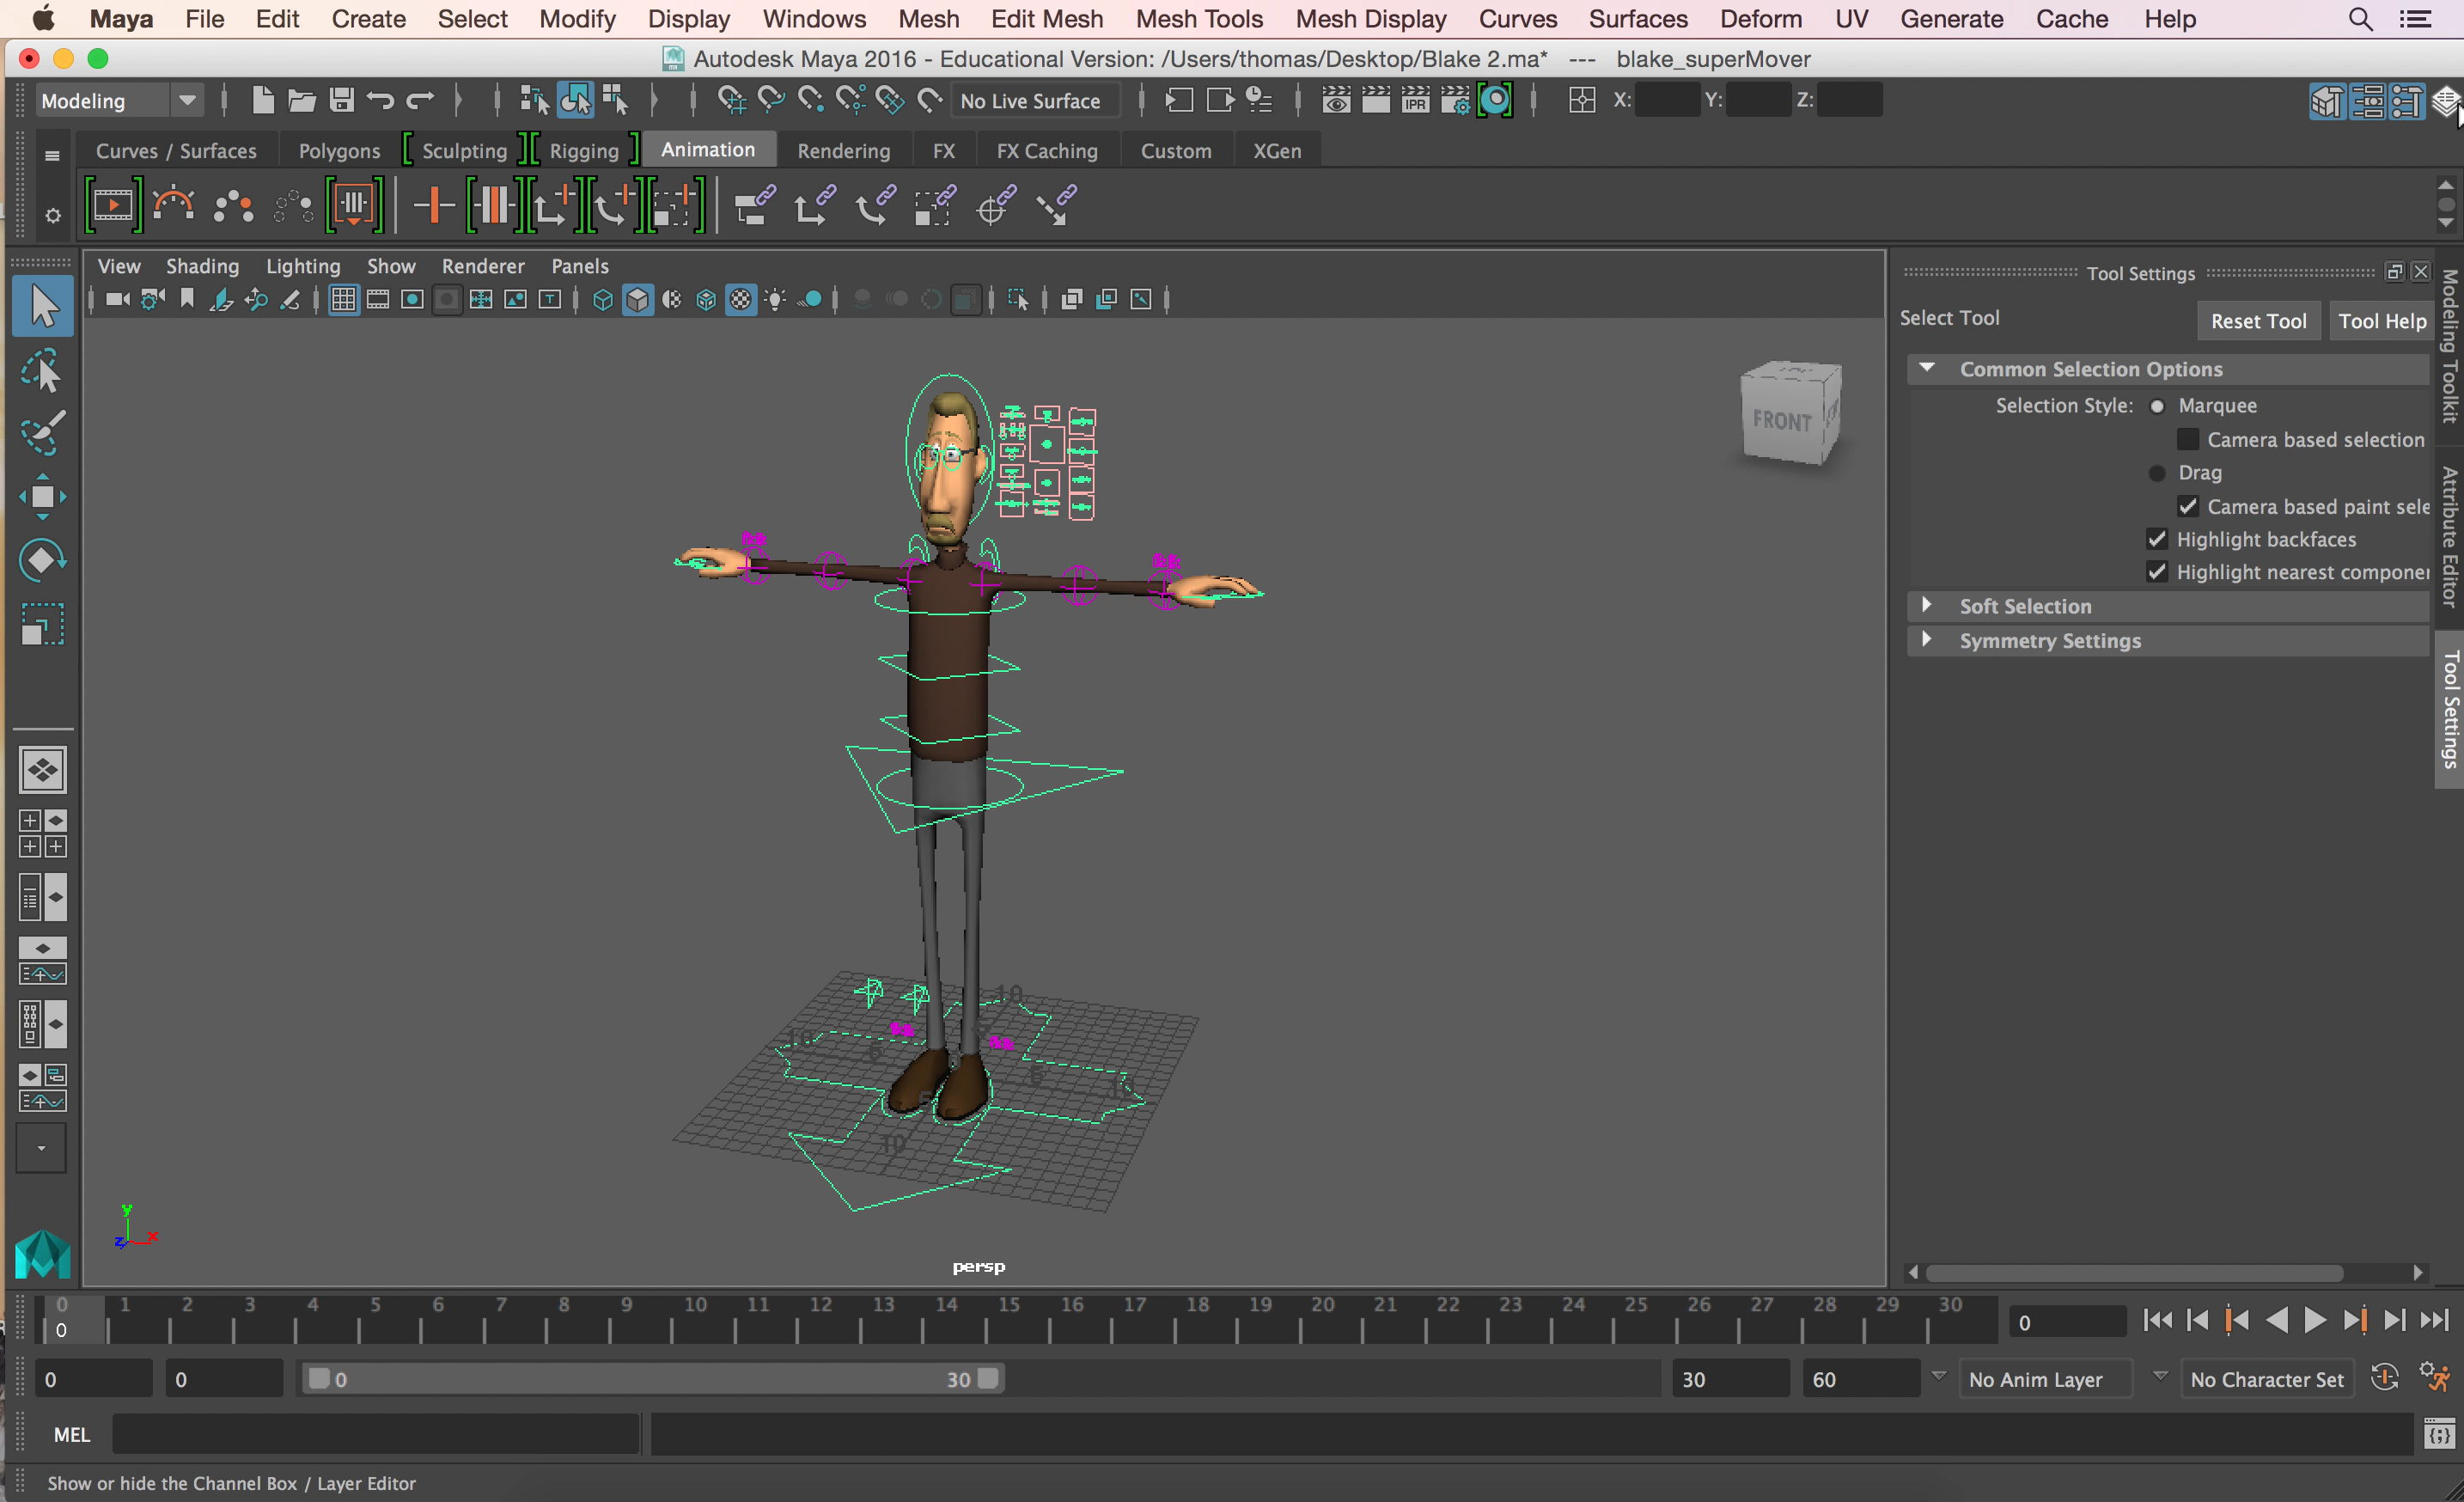 Maya File Edit Create Select Modify Display Windows Mesh Edit Mesh Mesh Tools Mesh Display Curves Surfaces Deform UV Generate Cache Help
Autodesk Maya 2016 - Educational Version: /Users/thomas/Desktop/Blake 2.ma* --- blake_superMover
Modeling No Live Surface IPR X: Y: Z:
Curves / Surfaces Polygons Sculpting Rigging Animation Rendering FX FX Caching Custom XGen
View Shading Lighting Show Renderer Panels
Tool Settings
Select Tool Reset Tool Tool Help
Common Selection Options
Selection Style: Marquee
Camera based selection
Drag
Camera based paint sele
Highlight backfaces
Highlight nearest componer
Soft Selection
Symmetry Settings
Modeling Toolkit
Attribute Editor
Tool Settings
FRONT
10
10
5
10
y
z x
persp
0 1 2 3 4 5 6 7 8 9 10 11 12 13 14 15 16 17 18 19 20 21 22 23 24 25 26 27 28 29 30
0 0
0 0 0 30 30 60 No Anim Layer No Character Set
MEL
Show or hide the Channel Box / Layer Editor